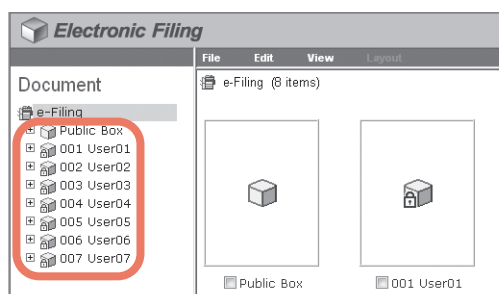 Electronic Filing
File Edit View Layout
Document
e-Filing
Public Box
001 User01
002 User02
003 User03
004 User04
005 User05
006 User06
007 User07
e-Filing (8 items)
Public Box
001 User01